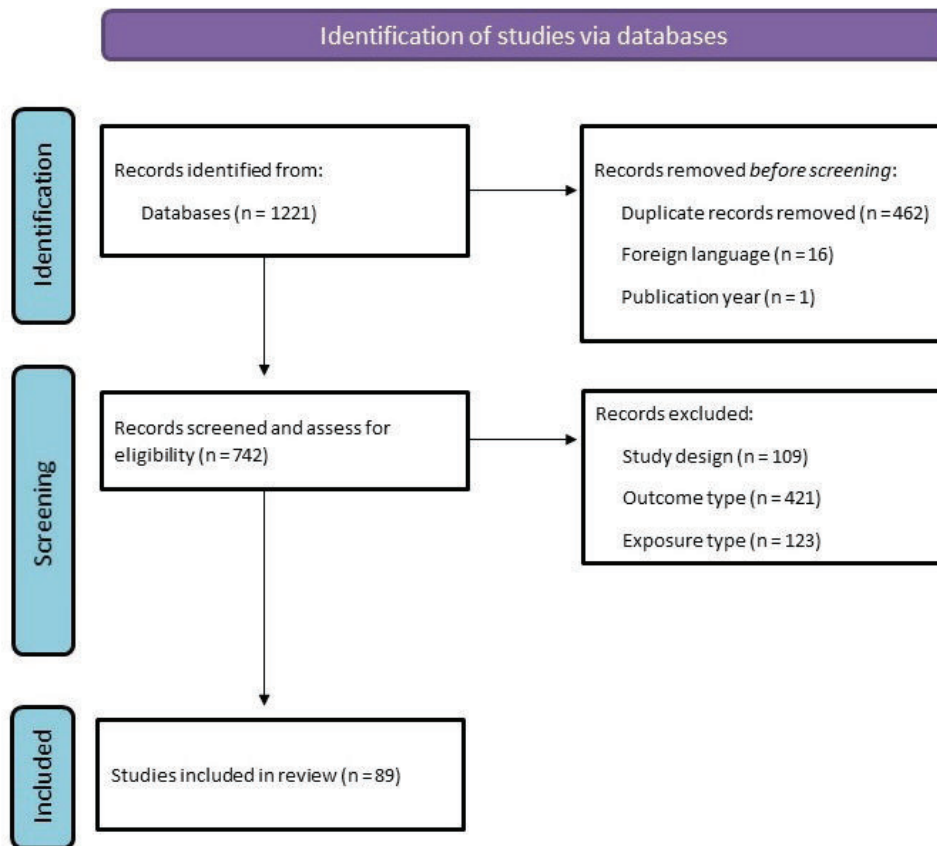 Identification of studies via databases
Identification
Records identified from:
Databases (n = 1221)
Records removed before screening:
Duplicate records removed (n = 462)
Foreign language (n = 16)
Publication year (n = 1)
Screening
Records screened and assess for
eligibility (n = 742)
Records excluded:
Study design (n = 109)
Outcome type (n = 421)
Exposure type (n = 123)
Included
Studies included in review (n = 89)